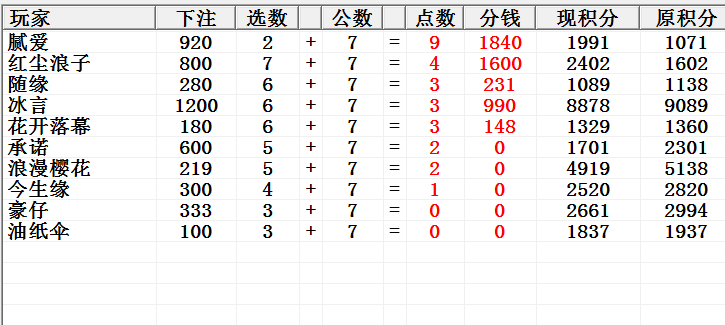 玩家 下注 选数 公数 点数 分钱 现积分 原积分
腻爱 920 2 + 7 = 9 1840 1991 1071
红尘浪子 800 7 + 7 = 4 1600 2402 1602
随缘 280 6 + 7 = 3 231 1089 1138
冰言 1200 6 + 7 = 3 990 8878 9089
花开落幕 180 6 + 7 = 3 148 1329 1360
承诺 600 5 + 7 = 2 0 1701 2301
浪漫樱花 219 5 + 7 = 2 0 4919 5138
今生缘 300 4 + 7 = 1 0 2520 2820
豪仔 333 3 + 7 = 0 0 2661 2994
油纸伞 100 3 + 7 = 0 0 1837 1937